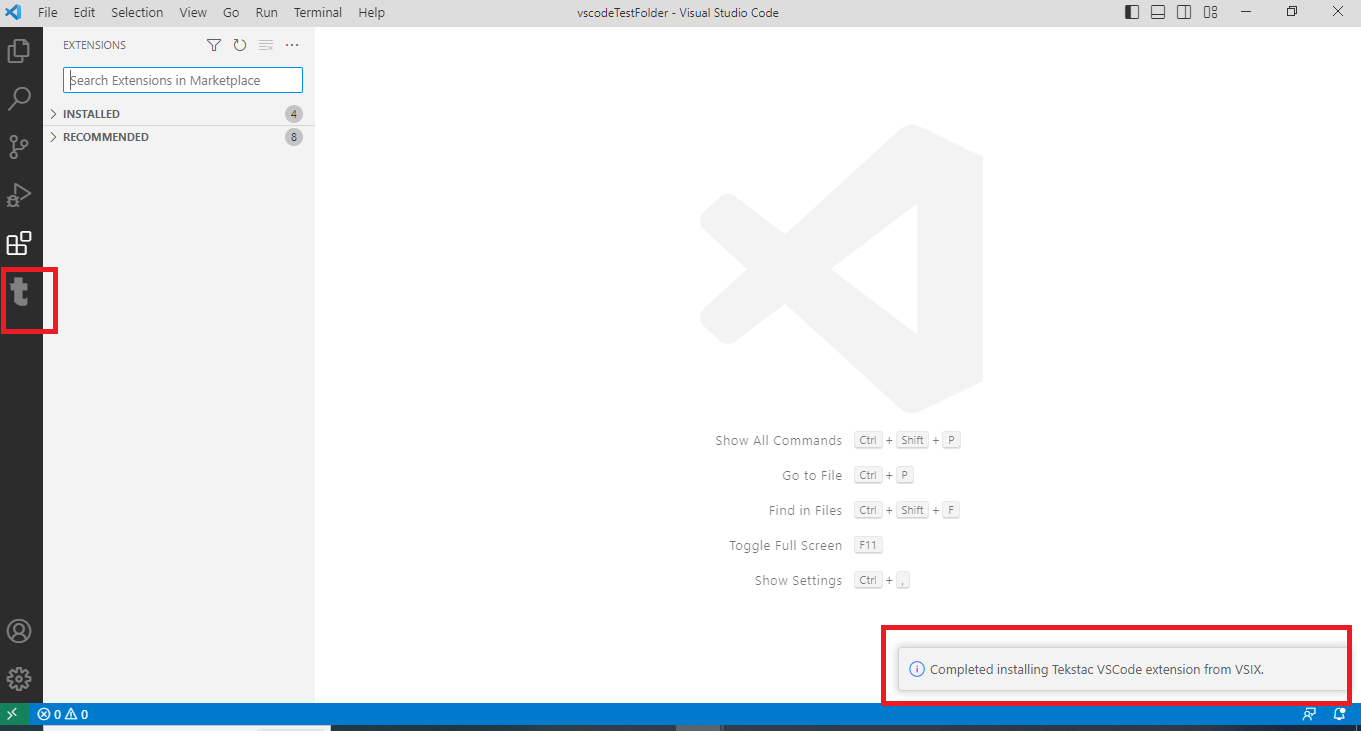 File Edit Selection View Go Run Terminal Help vscodeTestFolder - Visual Studio Code
EXTENSIONS
Search Extensions in Marketplace
INSTALLED 4
RECOMMENDED 8
t
Show All Commands Ctrl + Shift + P
Go to File Ctrl + P
Find in Files Ctrl + Shift + F
Toggle Full Screen F11
Show Settings Ctrl + ,
Completed installing Tekstac VSCode extension from VSIX.
0 0